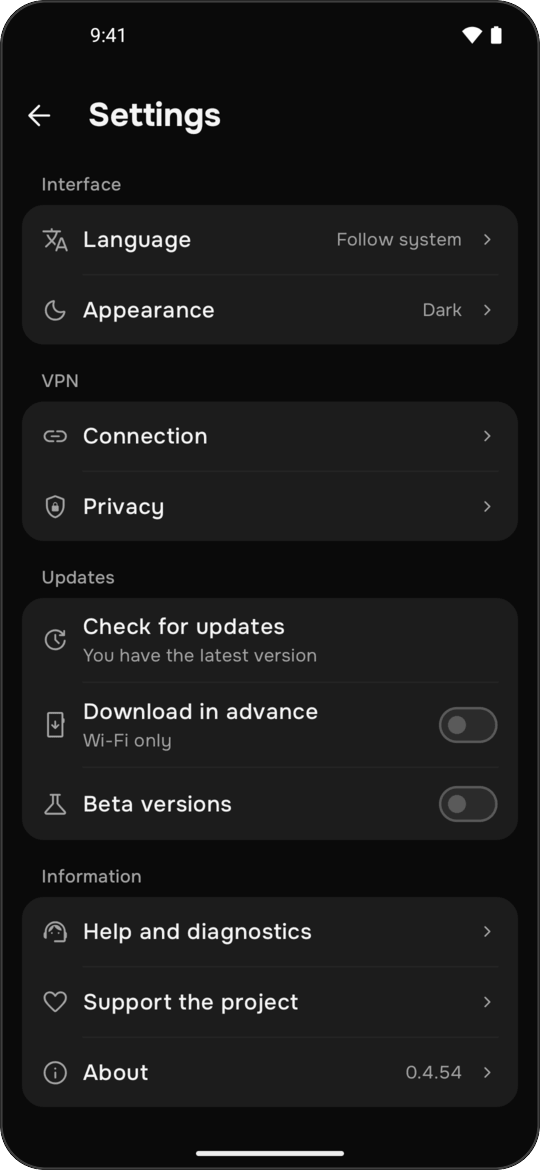 9:41
Settings
Interface
Language Follow system
Appearance Dark
VPN
Connection
Privacy
Updates
Check for updates
You have the latest version
Download in advance
Wi-Fi only
Beta versions
Information
Help and diagnostics
Support the project
About 0.4.54